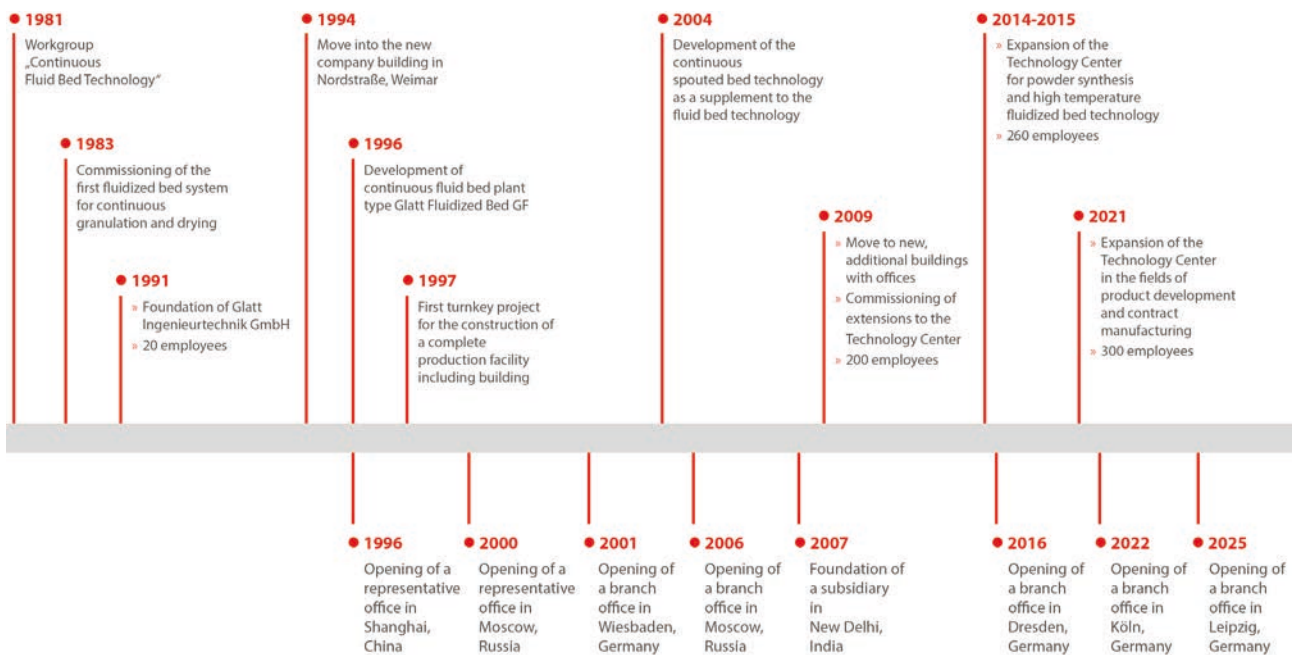 1981
Workgroup
„Continuous
Fluid Bed Technology“
1983
Commissioning of the
first fluidized bed system
for continuous
granulation and drying
1991
» Foundation of Glatt
Ingenieurtechnik GmbH
» 20 employees
1994
Move into the new
company building in
Nordstraße, Weimar
1996
Development of
continuous fluid bed plant
type Glatt Fluidized Bed GF
1997
First turnkey project
for the construction of
a complete
production facility
including building
2004
Development of the
continuous
spouted bed technology
as a supplement to the
fluid bed technology
2009
» Move to new,
additional buildings
with offices
» Commissioning of
extensions to the
Technology Center
» 200 employees
2014-2015
» Expansion of the
Technology Center
for powder synthesis
and high temperature
fluidized bed technology
» 260 employees
2021
» Expansion of the
Technology Center
in the fields of
product development
and contract
manufacturing
» 300 employees
1996
Opening of a
representative
office in
Shanghai,
China
2000
Opening of a
representative
office in
Moscow,
Russia
2001
Opening of
a branch
office in
Wiesbaden,
Germany
2006
Opening of
a branch
office in
Moscow,
Russia
2007
Foundation of
a subsidiary
in
New Delhi,
India
2016
Opening of
a branch
office in
Dresden,
Germany
2022
Opening of
a branch
office in
Köln,
Germany
2025
Opening of
a branch
office in
Leipzig,
Germany